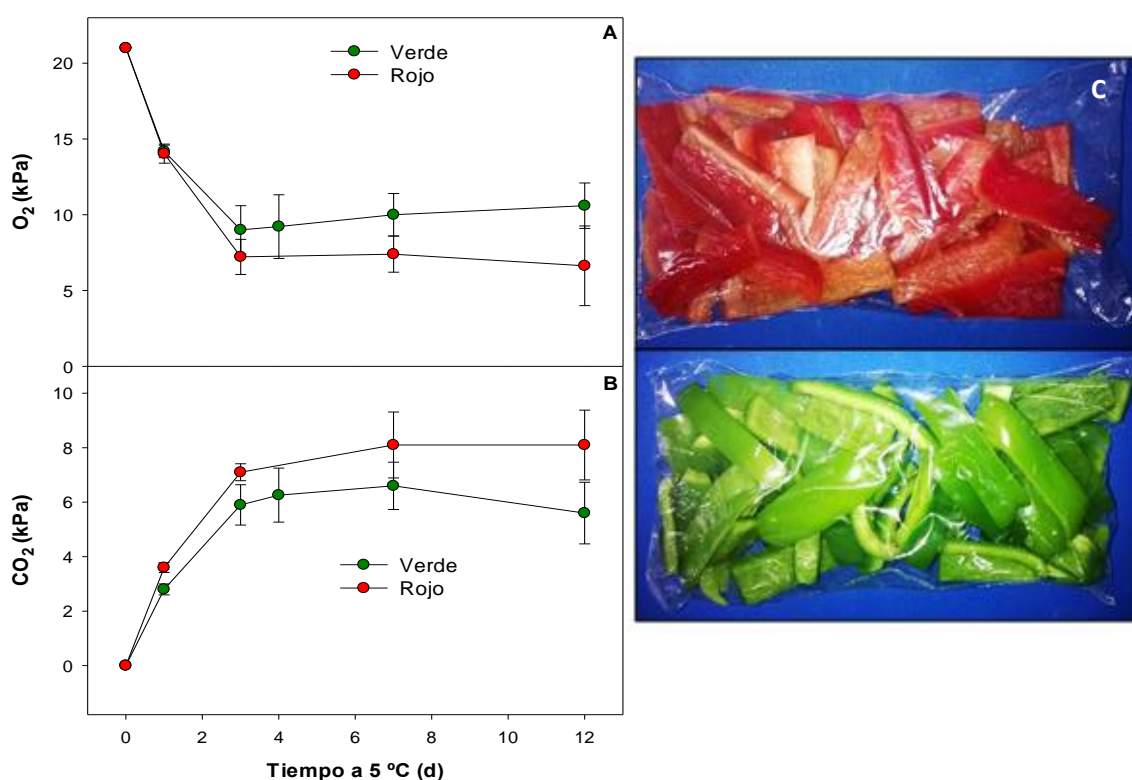 A
Verde
Rojo
20
15
10
5
0
O₂ (kPa)
B
10
8
6
4
2
0
CO₂ (kPa)
Verde
Rojo
0 2 4 6 8 10 12
Tiempo a 5 ºC (d)
C